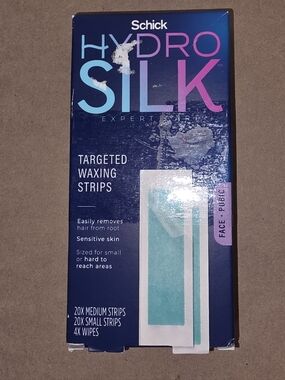 Schick
HYDRO
SILK
EXPERT
TARGETED
WAXING
STRIPS
Easily removes
hair from root
Sensitive skin
Sized for small
or hard to
reach areas
FACE • PUBIC
20X MEDIUM STRIPS
20X SMALL STRIPS
4X WIPES